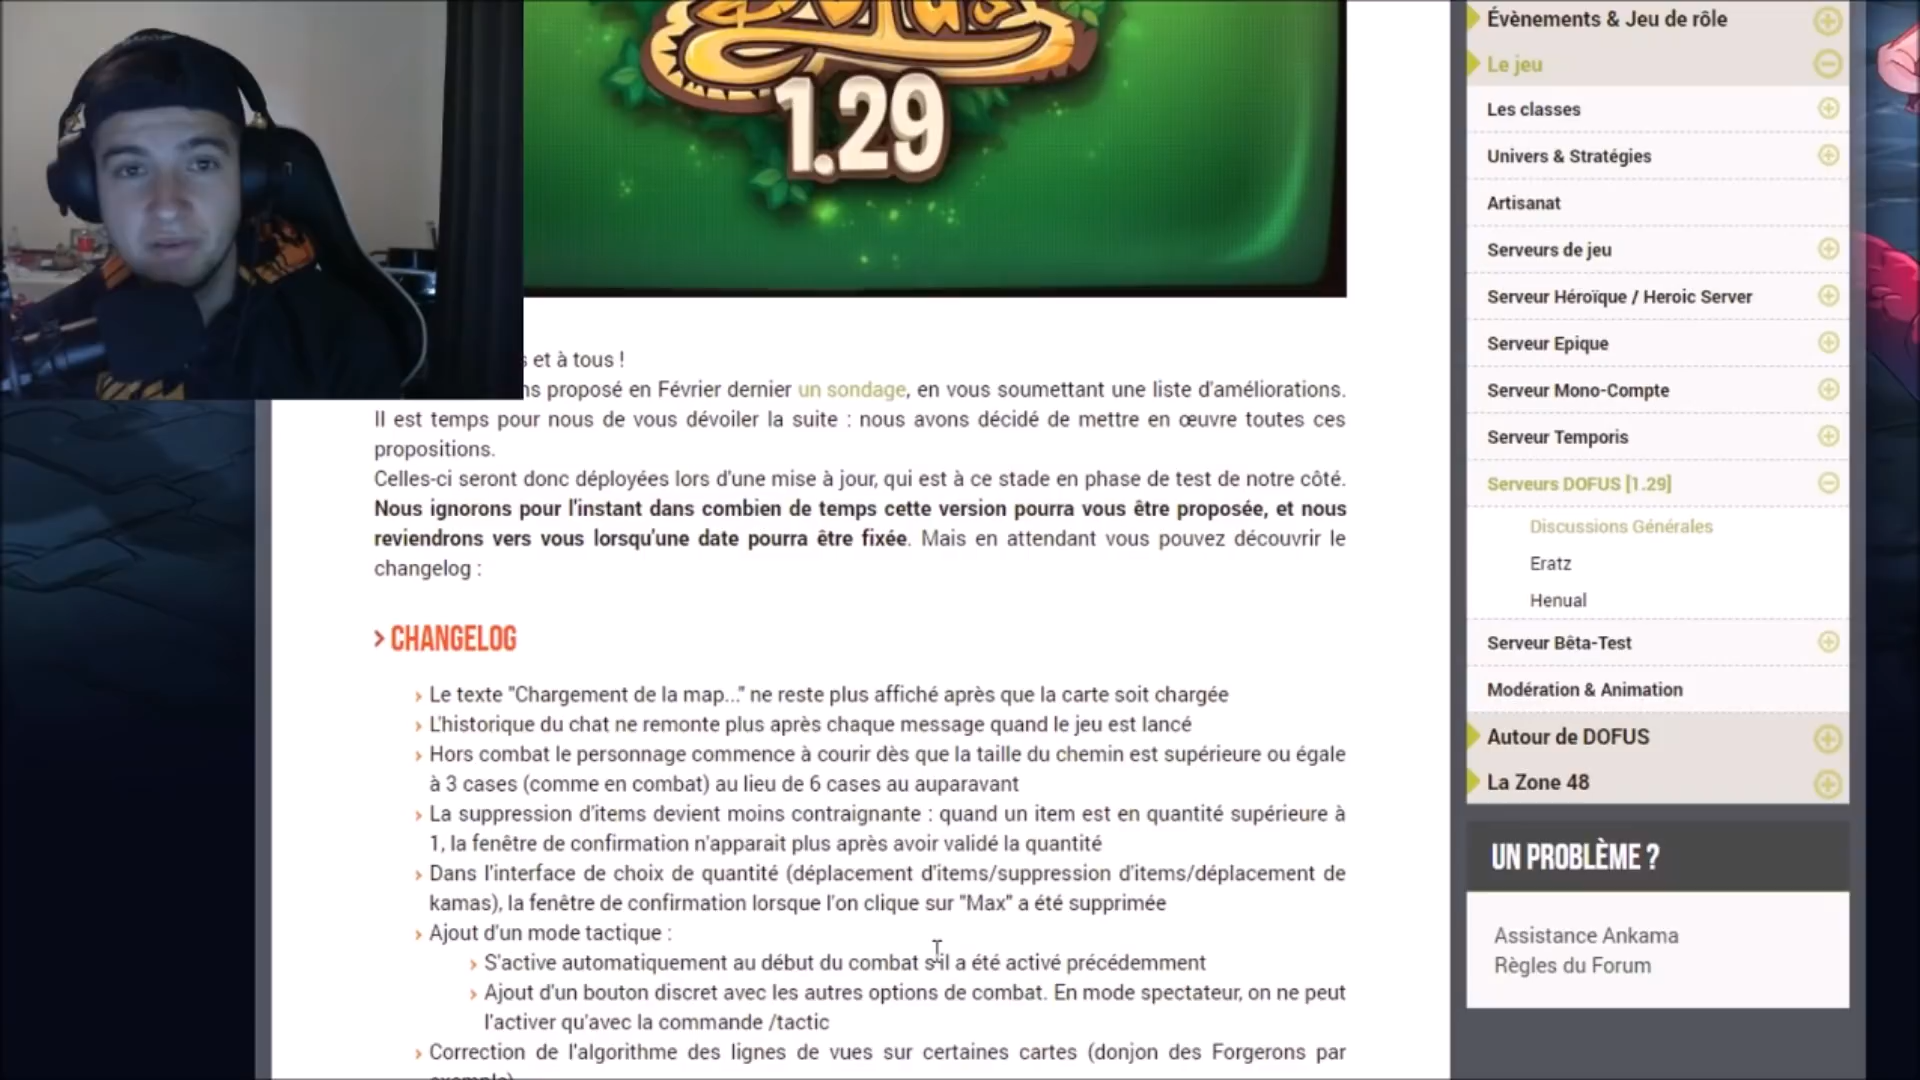 1.29
s et à tous !
ns proposé en Février dernier un sondage, en vous soumettant une liste d'améliorations.
Il est temps pour nous de vous dévoiler la suite : nous avons décidé de mettre en œuvre toutes ces
propositions.
Celles-ci seront donc déployées lors d'une mise à jour, qui est à ce stade en phase de test de notre côté.
Nous ignorons pour l'instant dans combien de temps cette version pourra vous être proposée, et nous
reviendrons vers vous lorsqu'une date pourra être fixée. Mais en attendant vous pouvez découvrir le
changelog :
> CHANGELOG
› Le texte "Chargement de la map..." ne reste plus affiché après que la carte soit chargée
› L'historique du chat ne remonte plus après chaque message quand le jeu est lancé
› Hors combat le personnage commence à courir dès que la taille du chemin est supérieure ou égale
à 3 cases (comme en combat) au lieu de 6 cases au auparavant
› La suppression d'items devient moins contraignante : quand un item est en quantité supérieure à
1, la fenêtre de confirmation n'apparait plus après avoir validé la quantité
› Dans l'interface de choix de quantité (déplacement d'items/suppression d'items/déplacement de
kamas), la fenêtre de confirmation lorsque l'on clique sur "Max" a été supprimée
› Ajout d'un mode tactique :
› S'active automatiquement au début du combat s'il a été activé précédemment
› Ajout d'un bouton discret avec les autres options de combat. En mode spectateur, on ne peut
l'activer qu'avec la commande /tactic
› Correction de l'algorithme des lignes de vues sur certaines cartes (donjon des Forgerons par
Évènements & Jeu de rôle
Le jeu
Les classes
Univers & Stratégies
Artisanat
Serveurs de jeu
Serveur Héroïque / Heroic Server
Serveur Epique
Serveur Mono-Compte
Serveur Temporis
Serveurs DOFUS [1.29]
Discussions Générales
Eratz
Henual
Serveur Bêta-Test
Modération & Animation
Autour de DOFUS
La Zone 48
UN PROBLÈME ?
Assistance Ankama
Règles du Forum